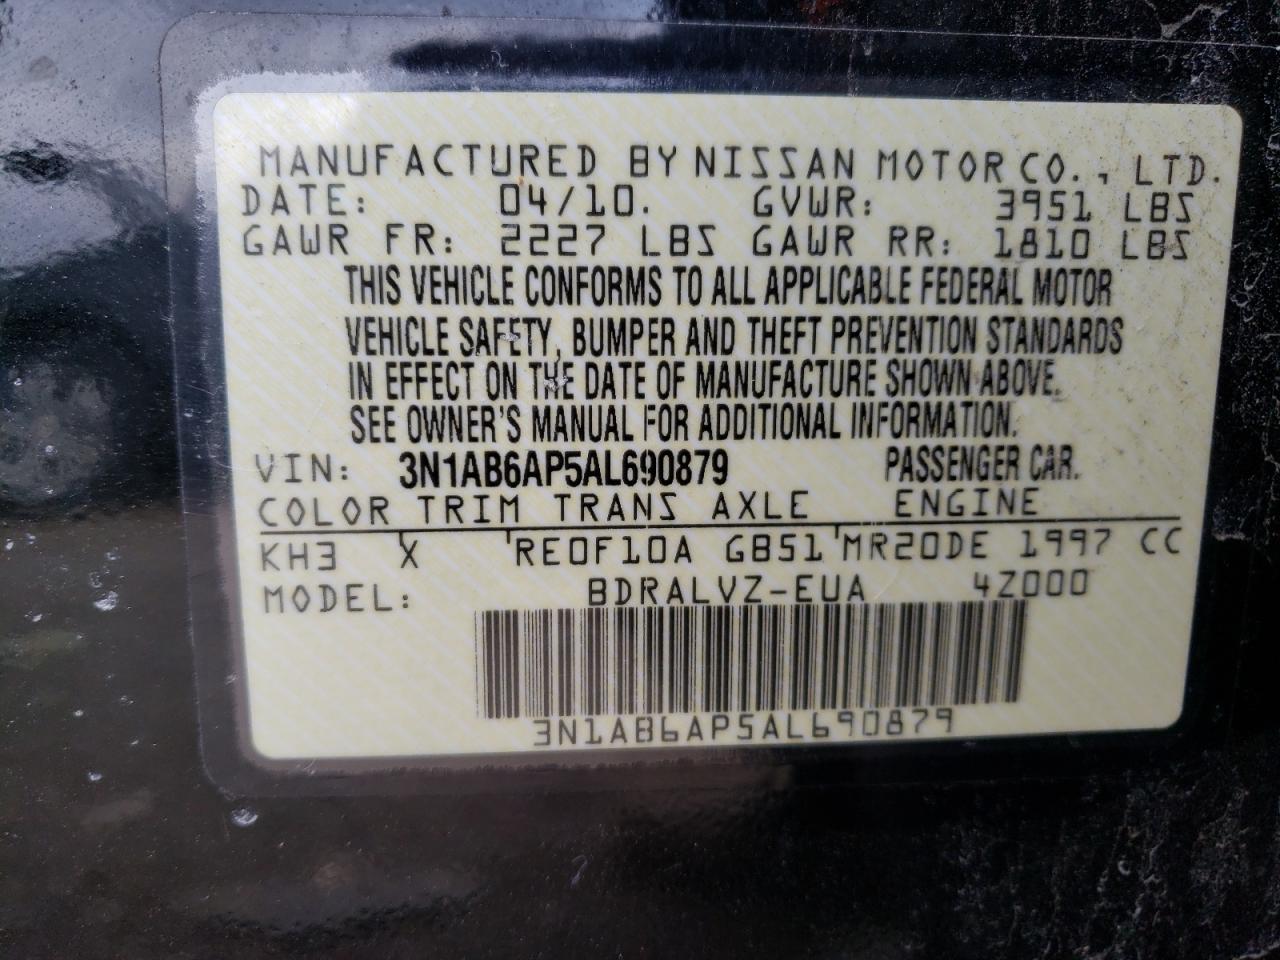 MANUFACTURED BY NISSAN MOTOR CO., LTD.
DATE: 04/10. GVWR: 3951 LBS
GAWR FR: 2227 LBS GAWR RR: 1810 LBS
THIS VEHICLE CONFORMS TO ALL APPLICABLE FEDERAL MOTOR
VEHICLE SAFETY, BUMPER AND THEFT PREVENTION STANDARDS
IN EFFECT ON THE DATE OF MANUFACTURE SHOWN ABOVE.
SEE OWNER'S MANUAL FOR ADDITIONAL INFORMATION.
VIN: 3N1AB6AP5AL690879 PASSENGER CAR.
COLOR TRIM TRANS AXLE ENGINE
KH3 X RE0F10A GB51 MR20DE 1997 CC
MODEL: BDRALVZ-EUA 4Z000
3N1AB6AP5AL690879